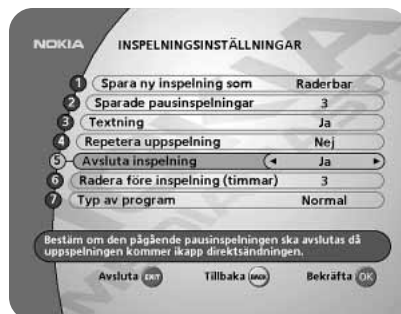 NOKIA
INSPELNINGSINSTÄLLNINGAR
1 Spara ny inspelning som Raderbar
2 Sparade pausinspelningar 3
3 Textning Ja
4 Repetera uppspelning Nej
5 Avsluta inspelning Ja
6 Radera före inspelning (timmar) 3
7 Typ av program Normal
Bestäm om den pågående pausinspelningen ska avslutas då
uppspelningen kommer ikapp direktsändningen.
Avsluta EXIT Tillbaka BACK Bekräfta OK